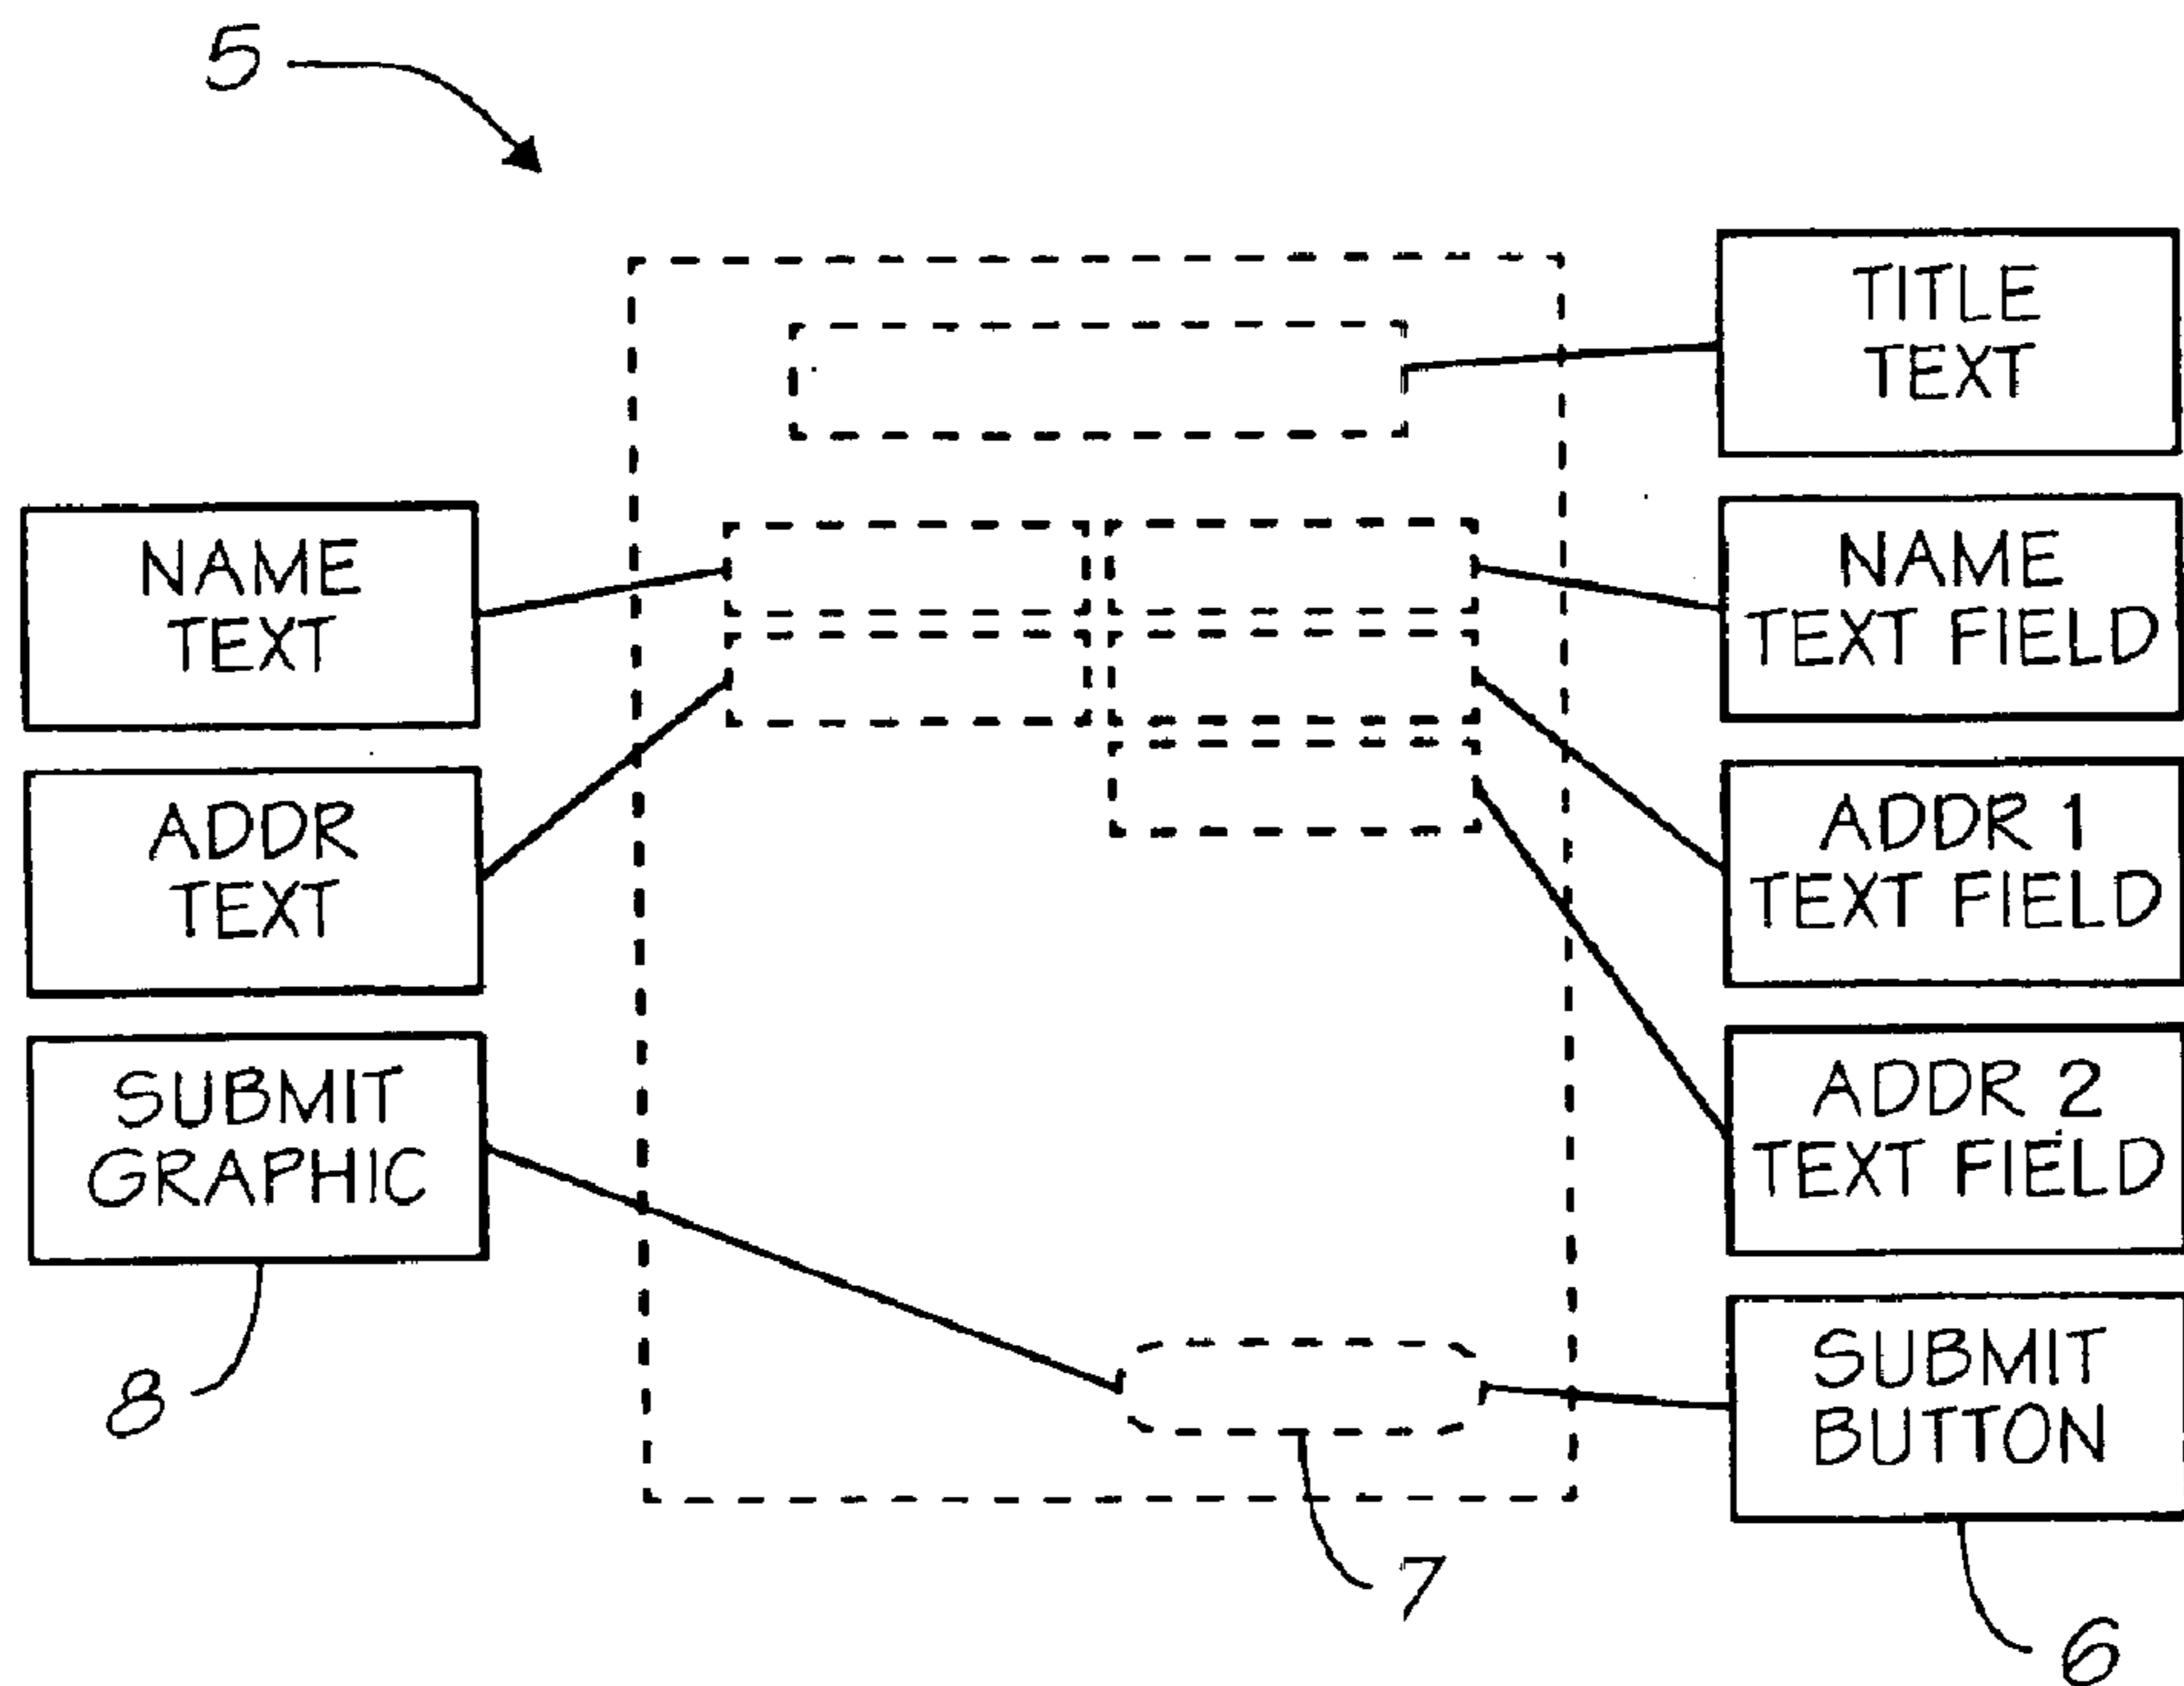 5
TITLE
TEXT
NAME
TEXT
NAME
TEXT FIELD
ADDR
TEXT
ADDR 1
TEXT FIELD
SUBMIT
GRAPHIC
ADDR 2
TEXT FIELD
8
SUBMIT
BUTTON
7
6